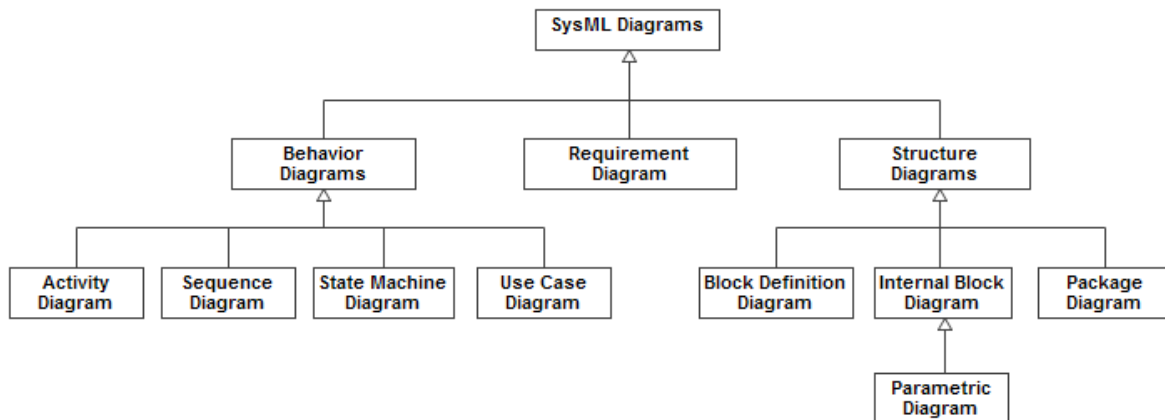 SysML Diagrams
Behavior
Diagrams
Requirement
Diagram
Structure
Diagrams
Activity
Diagram
Sequence
Diagram
State Machine
Diagram
Use Case
Diagram
Block Definition
Diagram
Internal Block
Diagram
Package
Diagram
Parametric
Diagram